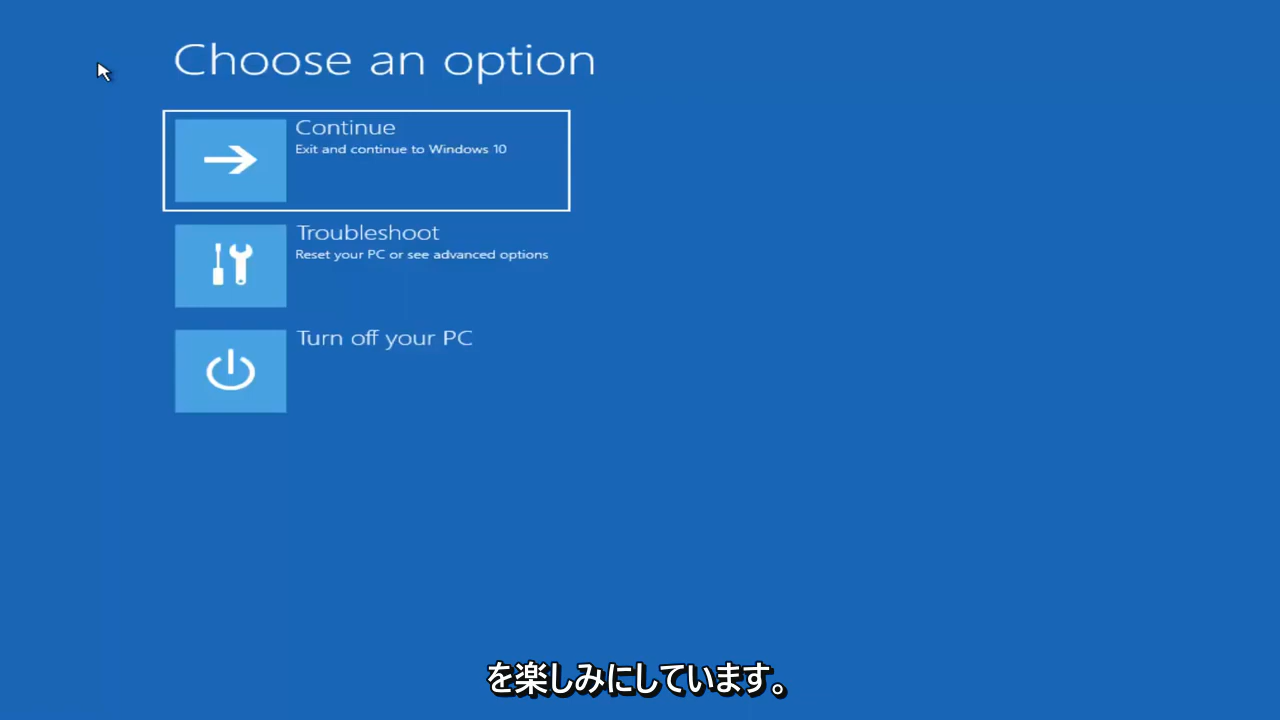 Choose an option
Continue
Exit and continue to Windows 10
Troubleshoot
Reset your PC or see advanced options
Turn off your PC
を楽しみにしています。